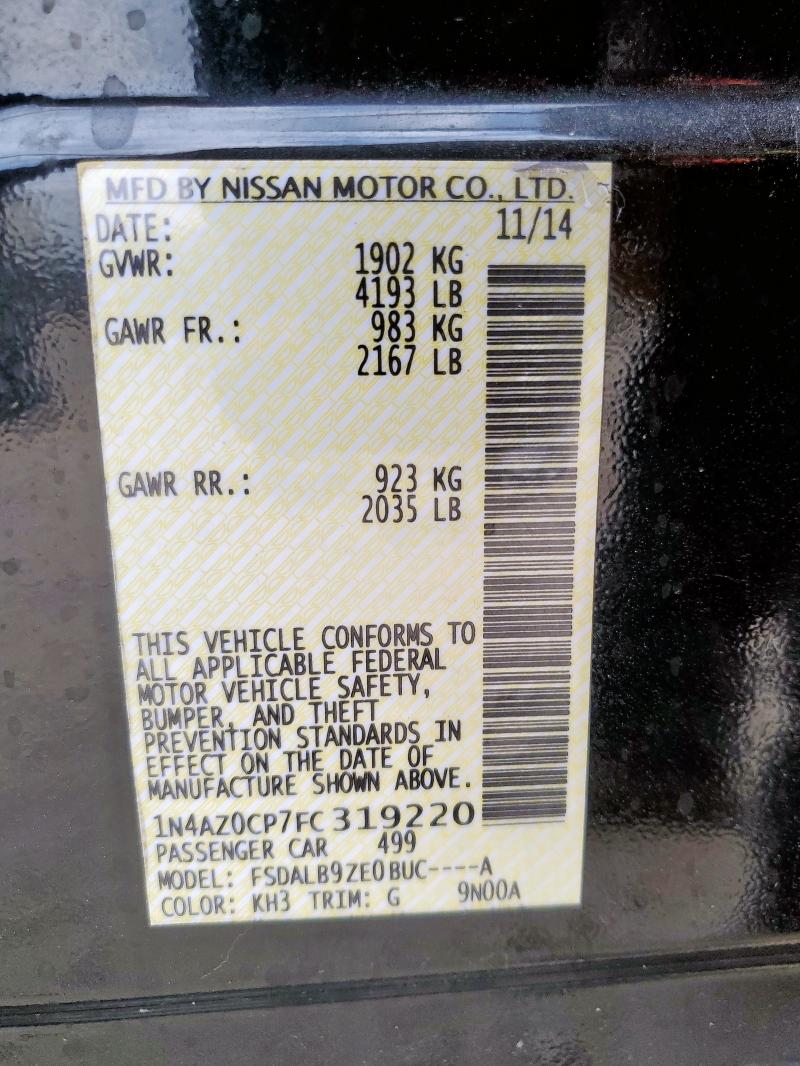 MFD BY NISSAN MOTOR CO., LTD.
DATE: 11/14
GVWR: 1902 KG
4193 LB
GAWR FR.: 983 KG
2167 LB
GAWR RR.: 923 KG
2035 LB
THIS VEHICLE CONFORMS TO
ALL APPLICABLE FEDERAL
MOTOR VEHICLE SAFETY,
BUMPER, AND THEFT
PREVENTION STANDARDS IN
EFFECT ON THE DATE OF
MANUFACTURE SHOWN ABOVE.
1N4AZ0CP7FC319220
PASSENGER CAR 499
MODEL: FSDALB9ZE0BUC----A
COLOR: KH3 TRIM: G 9N00A